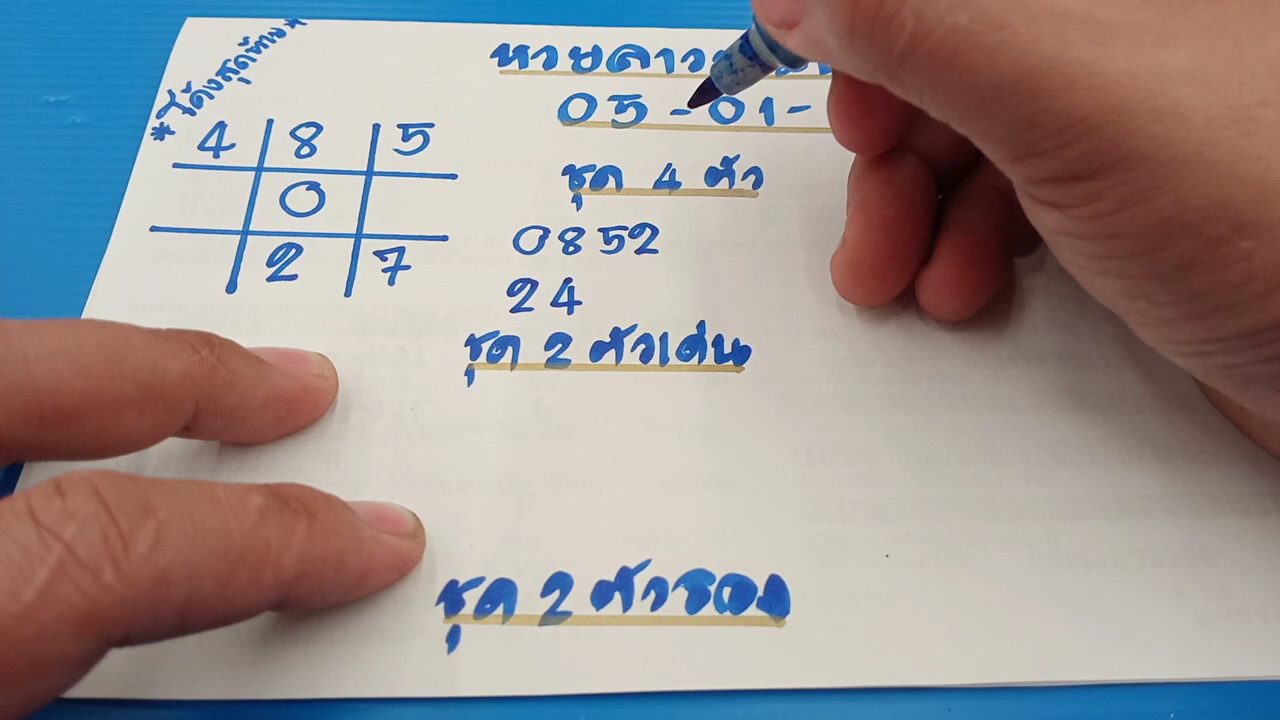 *โค้งสุดท้าย*
หวยลาว
05-01-
4 8 5
0
2 7
ชุด 4 ตัว
0852
24
ชุด 2 ตัวเด่น
ชุด 2 ตัวรอง